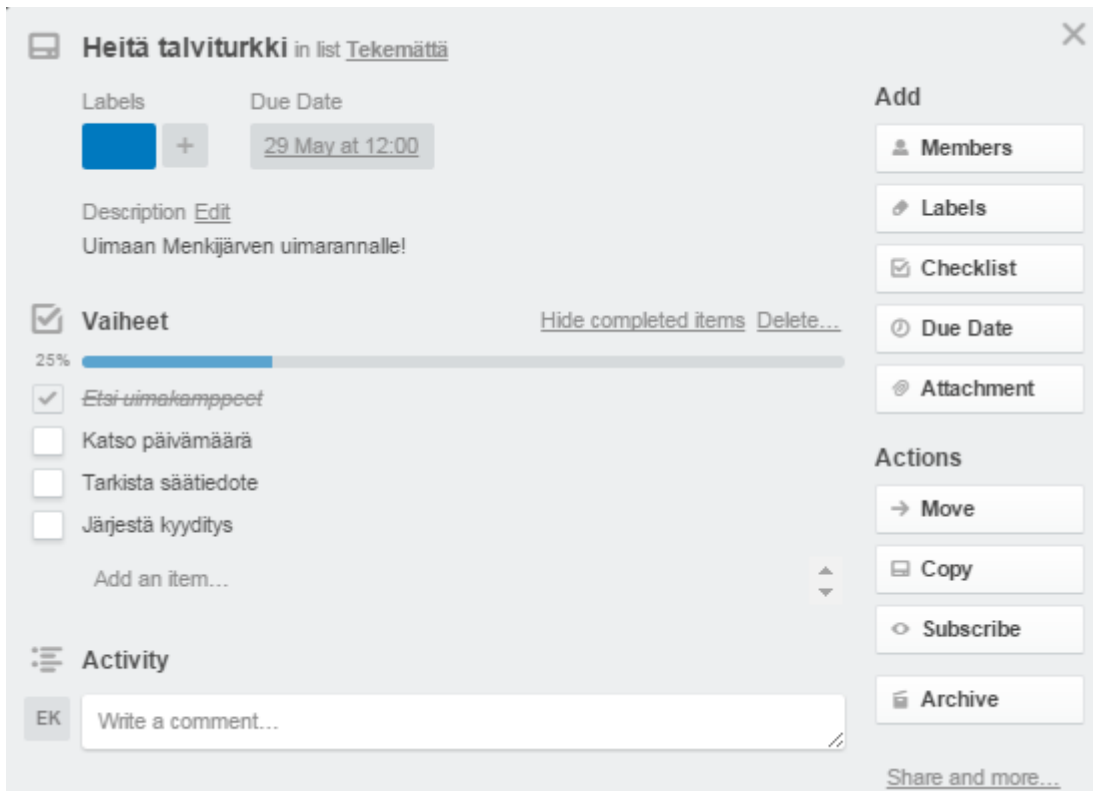 Heitä talviturkki in list Tekemättä
Labels
Due Date
+
29 May at 12:00
Description Edit
Uimaan Menkijärven uimarannalle!
Vaiheet
Hide completed items Delete...
25%
Etsi uimakamppeet
Katso päivämäärä
Tarkista säätiedote
Järjestä kyyditys
Add an item...
Activity
EK
Write a comment...
Add
Members
Labels
Checklist
Due Date
Attachment
Actions
Move
Copy
Subscribe
Archive
Share and more...